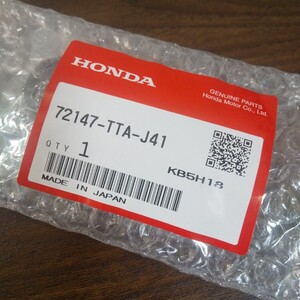 HONDA
GENUINE PARTS
Honda Motor Co., Ltd.
72147-TTA-J41
QTY 1
KB5H18
MADE IN JAPAN